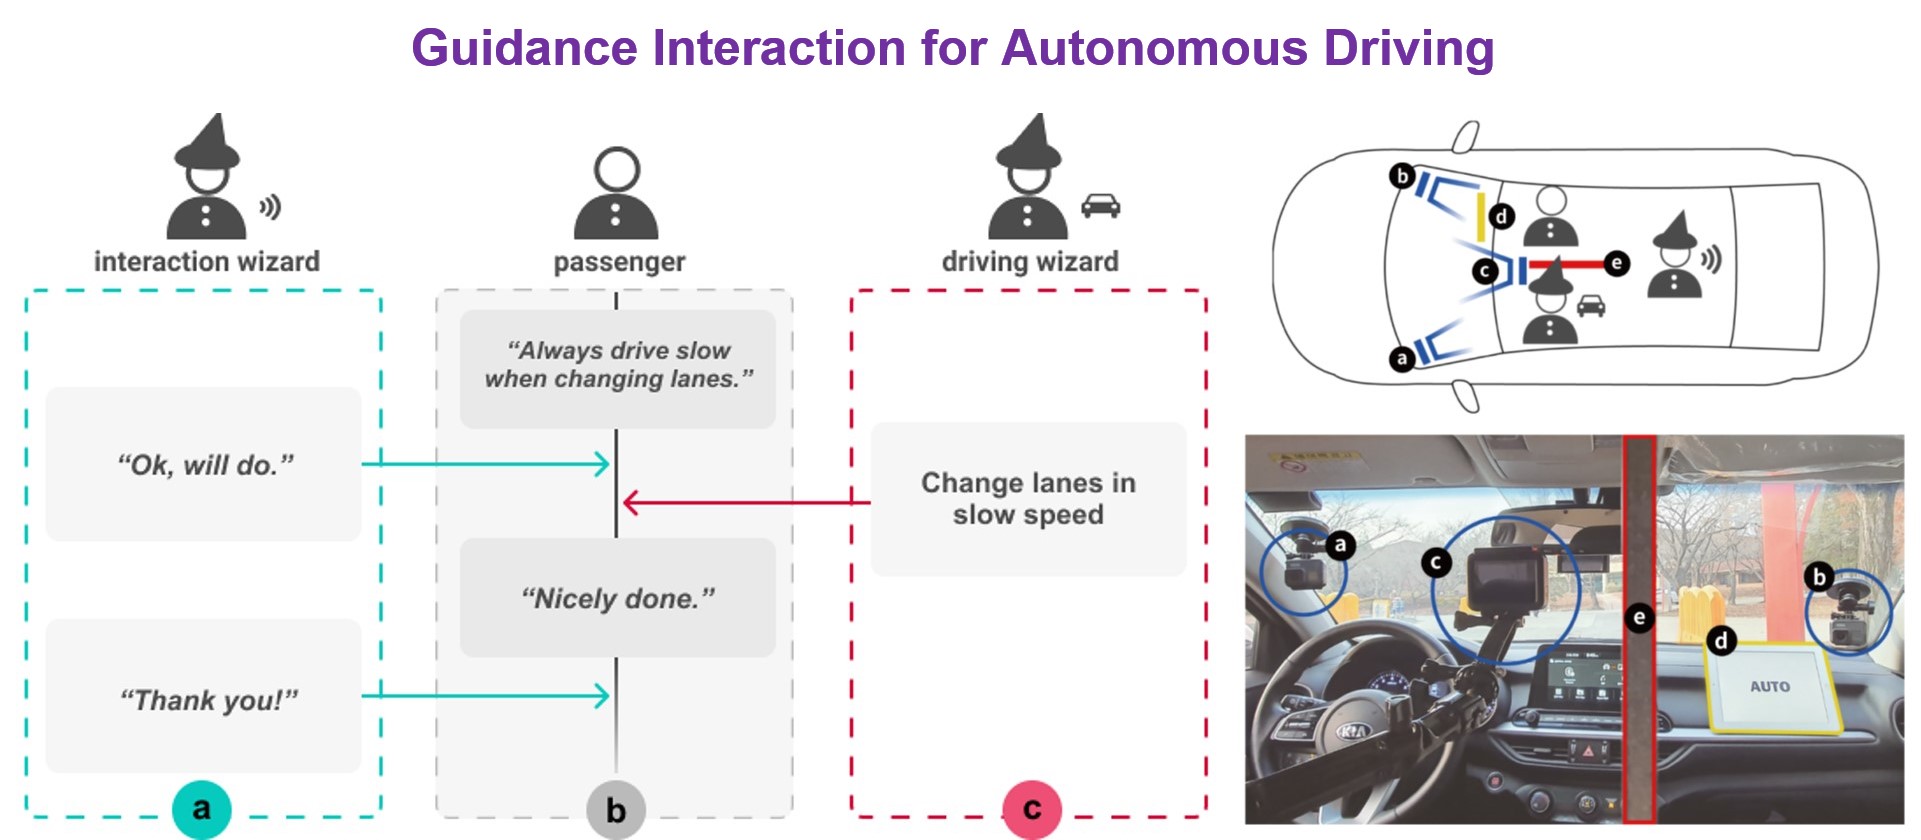 Guidance Interaction for Autonomous Driving
interaction wizard
passenger
driving wizard
“Always drive slow
when changing lanes.”
“Ok, will do.”
Change lanes in
slow speed
“Nicely done.”
“Thank you!”
a
b
c
b
d
c
e
a
a
c
b
e
d
AUTO
KIA